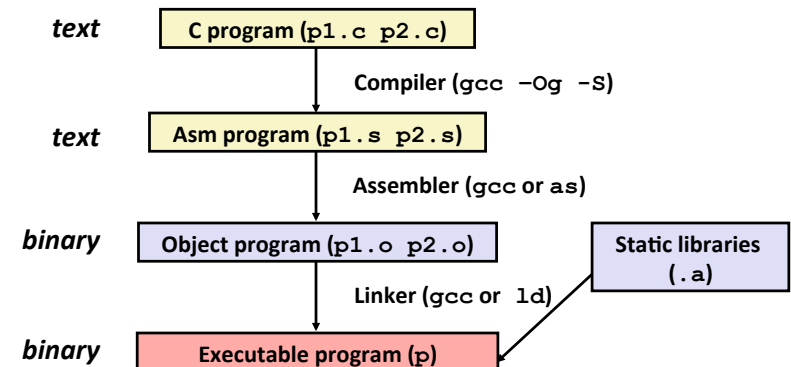 text
C program (p1.c p2.c)
Compiler (gcc –Og -S)
text
Asm program (p1.s p2.s)
Assembler (gcc or as)
binary
Object program (p1.o p2.o)
Static libraries
(.a)
Linker (gcc or ld)
binary
Executable program (p)